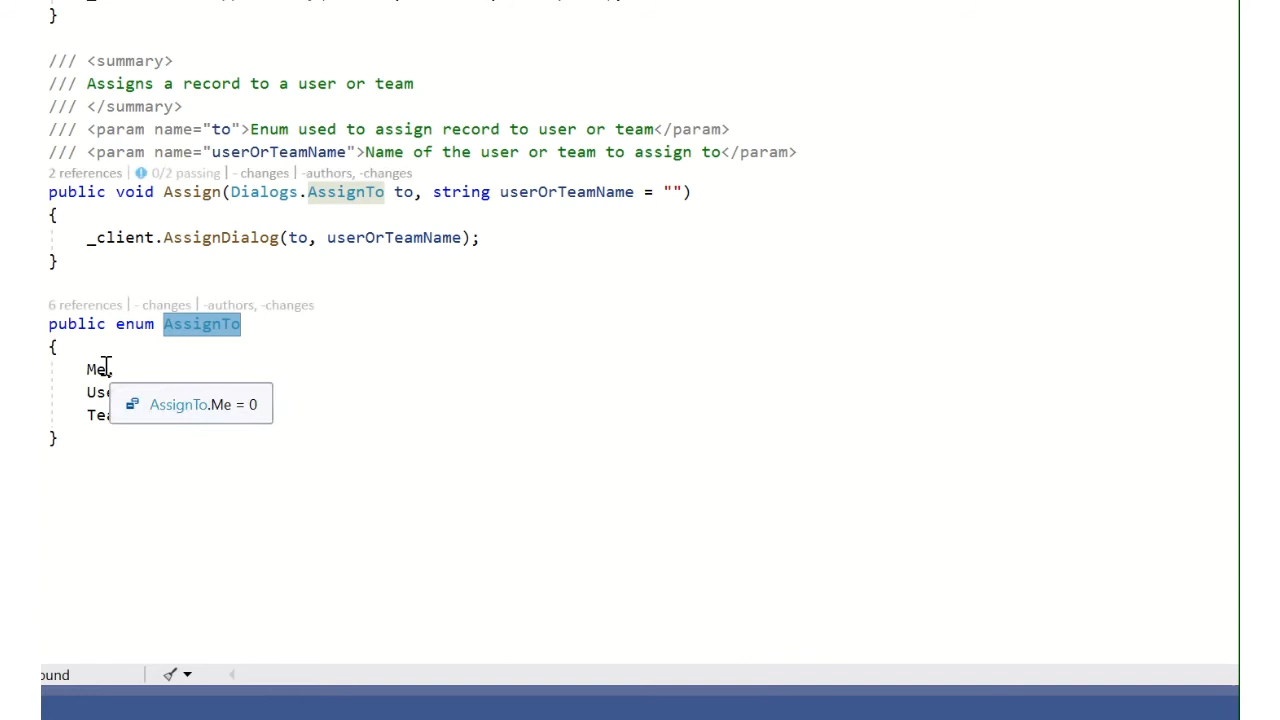 }
/// <summary>
/// Assigns a record to a user or team
/// </summary>
/// <param name="to">Enum used to assign record to user or team</param>
/// <param name="userOrTeamName">Name of the user or team to assign to</param>
2 references | 0/2 passing | - changes | -authors, -changes
public void Assign(Dialogs.AssignTo to, string userOrTeamName = "")
{
_client.AssignDialog(to, userOrTeamName);
}
6 references | - changes | -authors, -changes
public enum AssignTo
{
Me,
Use
AssignTo.Me = 0
Tea
}
ound